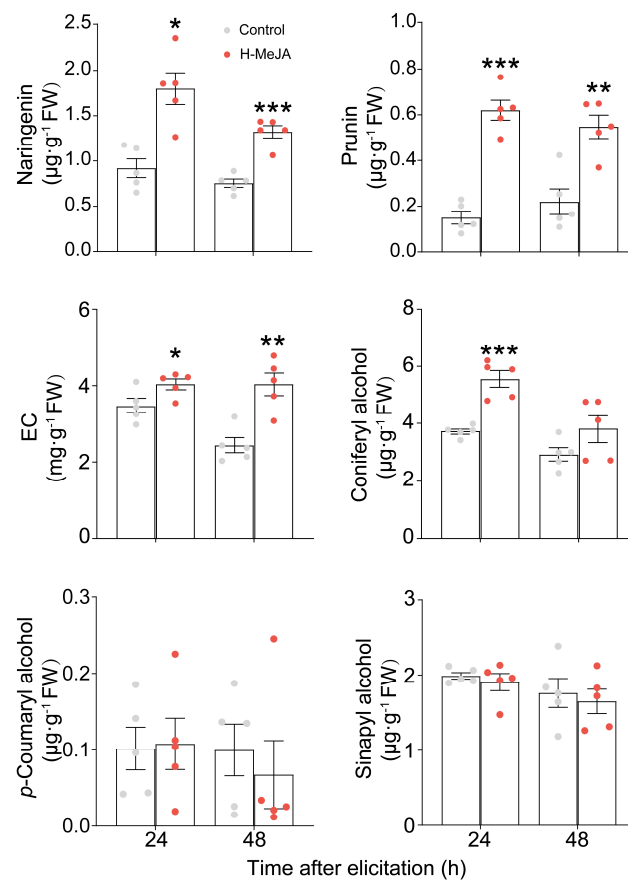 Naringenin
(µg·g⁻¹ FW)
2.5
2.0
1.5
1.0
0.5
0.0
*
***
Control
H-MeJA
Prunin
(µg·g⁻¹ FW)
1.0
0.8
0.6
0.4
0.2
0.0
***
**
EC
(mg·g⁻¹ FW)
6
4
2
0
*
**
Coniferyl alcohol
(µg·g⁻¹ FW)
8
6
4
2
0
***
p-Coumaryl alcohol
(µg·g⁻¹ FW)
0.3
0.2
0.1
0.0
24
48
Sinapyl alcohol
(µg·g⁻¹ FW)
3
2
1
0
24
48
Time after elicitation (h)